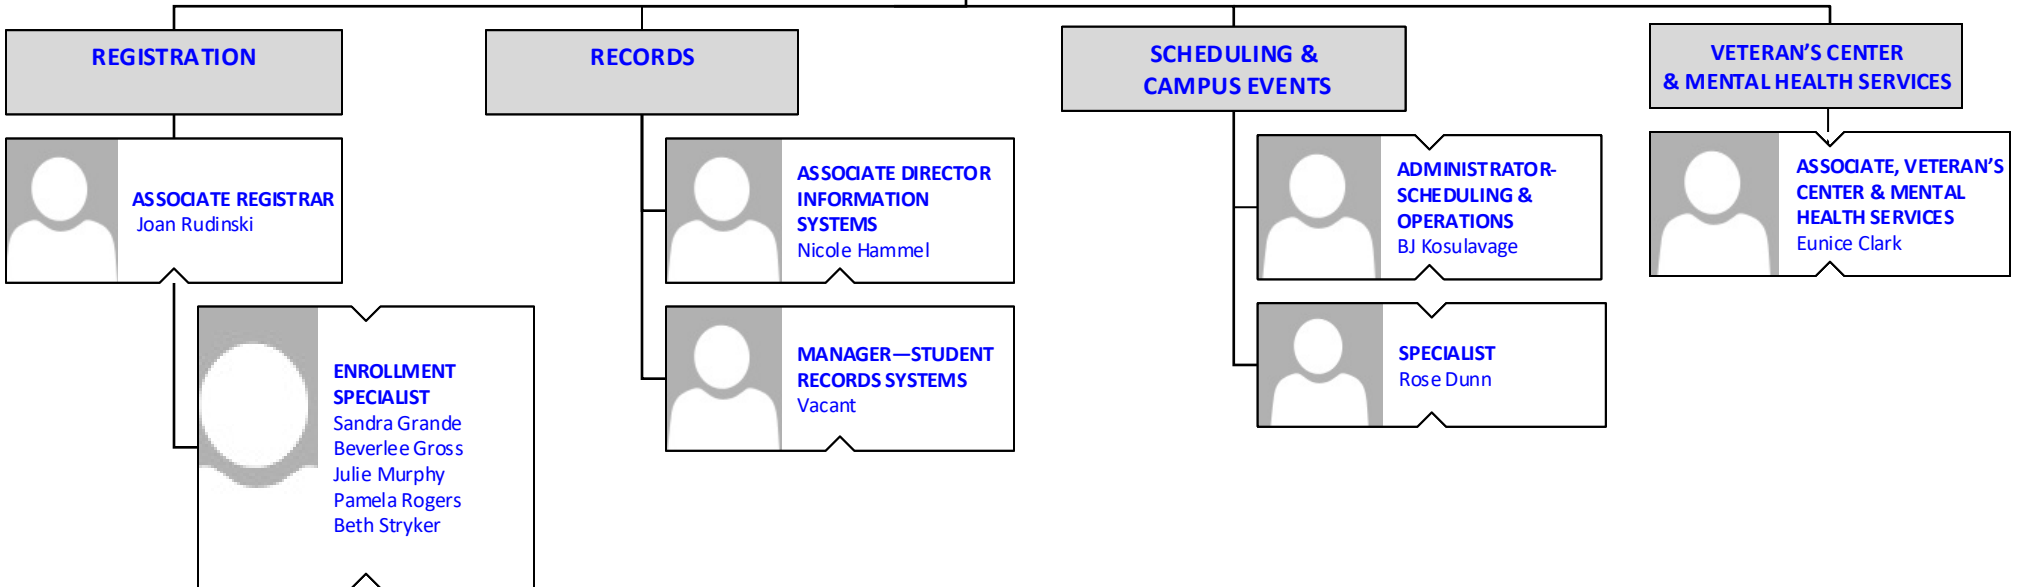 REGISTRATION
RECORDS
SCHEDULING &
CAMPUS EVENTS
VETERAN'S CENTER
& MENTAL HEALTH SERVICES
ASSOCIATE REGISTRAR
Joan Rudinski
ENROLLMENT
SPECIALIST
Sandra Grande
Beverlee Gross
Julie Murphy
Pamela Rogers
Beth Stryker
ASSOCIATE DIRECTOR
INFORMATION
SYSTEMS
Nicole Hammel
MANAGER—STUDENT
RECORDS SYSTEMS
Vacant
ADMINISTRATOR-
SCHEDULING &
OPERATIONS
BJ Kosulavage
SPECIALIST
Rose Dunn
ASSOCIATE, VETERAN'S
CENTER & MENTAL
HEALTH SERVICES
Eunice Clark